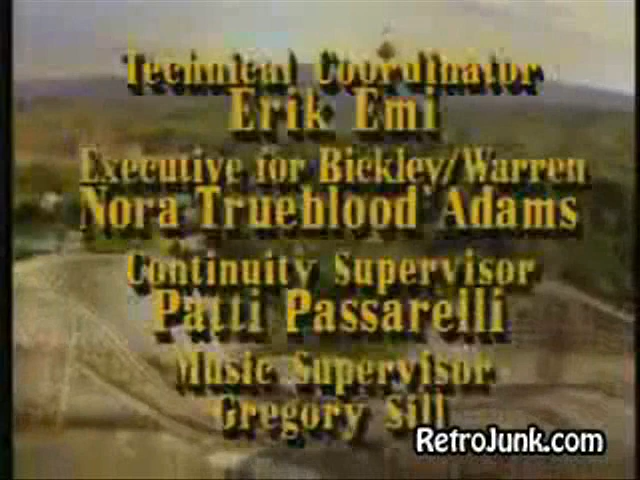 Technical Coordinator
Erik Emi
Executive for Bickley/Warren
Nora Trueblood Adams
Continuity Supervisor
Patti Passarelli
Music Supervisor
Gregory Sill
RetroJunk.com